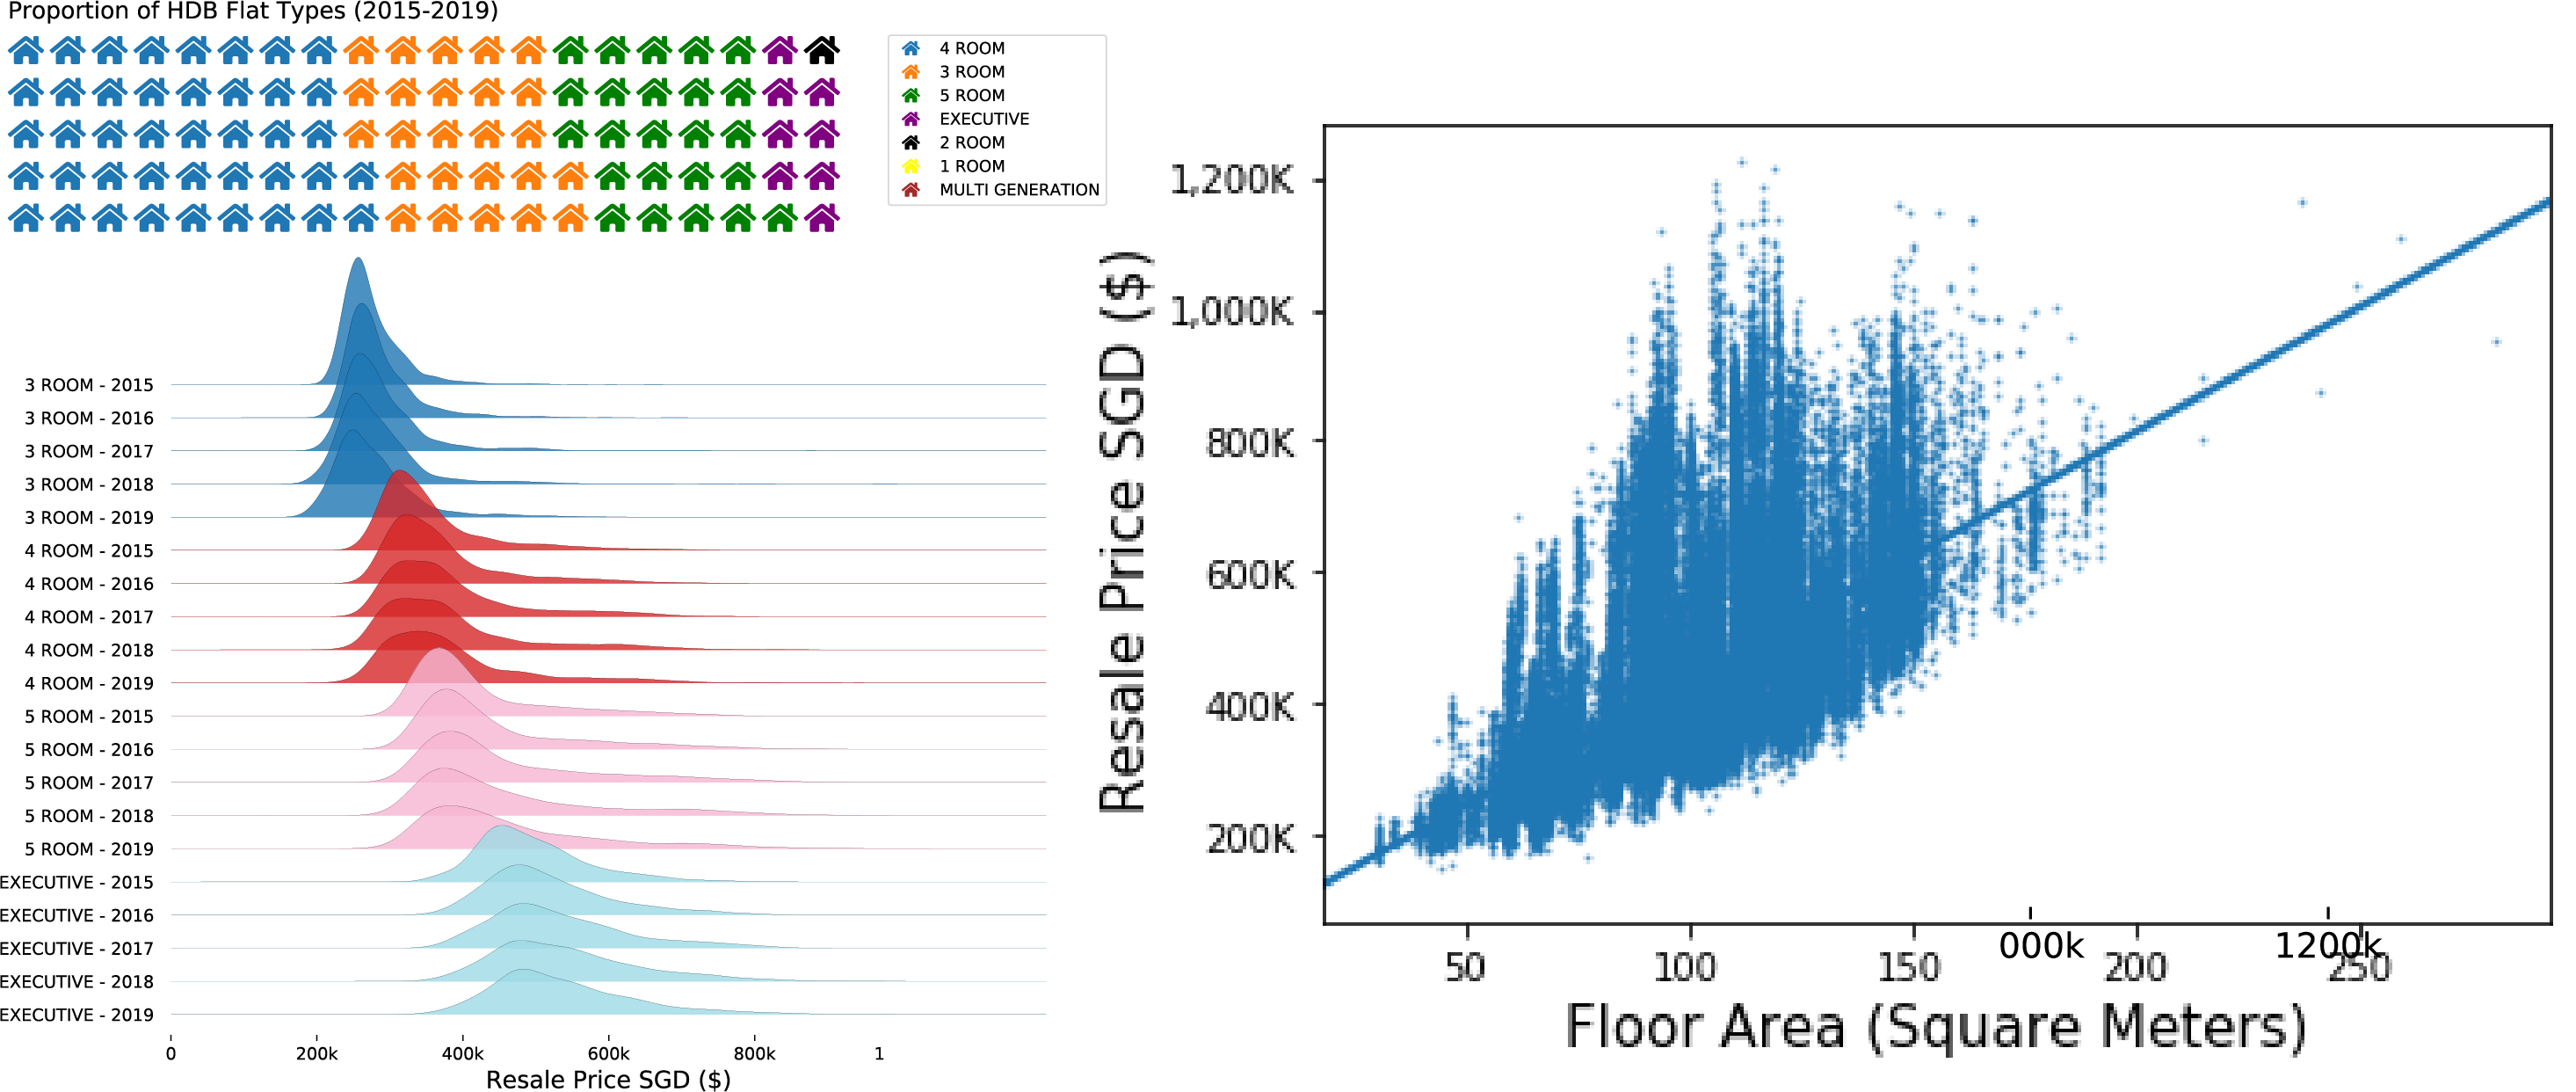 Proportion of HDB Flat Types (2015-2019)
4 ROOM
3 ROOM
5 ROOM
EXECUTIVE
2 ROOM
1 ROOM
MULTI GENERATION
3 ROOM - 2015
3 ROOM - 2016
3 ROOM - 2017
3 ROOM - 2018
3 ROOM - 2019
4 ROOM - 2015
4 ROOM - 2016
4 ROOM - 2017
4 ROOM - 2018
4 ROOM - 2019
5 ROOM - 2015
5 ROOM - 2016
5 ROOM - 2017
5 ROOM - 2018
5 ROOM - 2019
EXECUTIVE - 2015
EXECUTIVE - 2016
EXECUTIVE - 2017
EXECUTIVE - 2018
EXECUTIVE - 2019
0 200k 400k 600k 800k 1
Resale Price SGD ($)
Resale Price SGD ($)
1,200K
1,000K
800K
600K
400K
200K
000k 1200k
50 100 150 200 250
Floor Area (Square Meters)